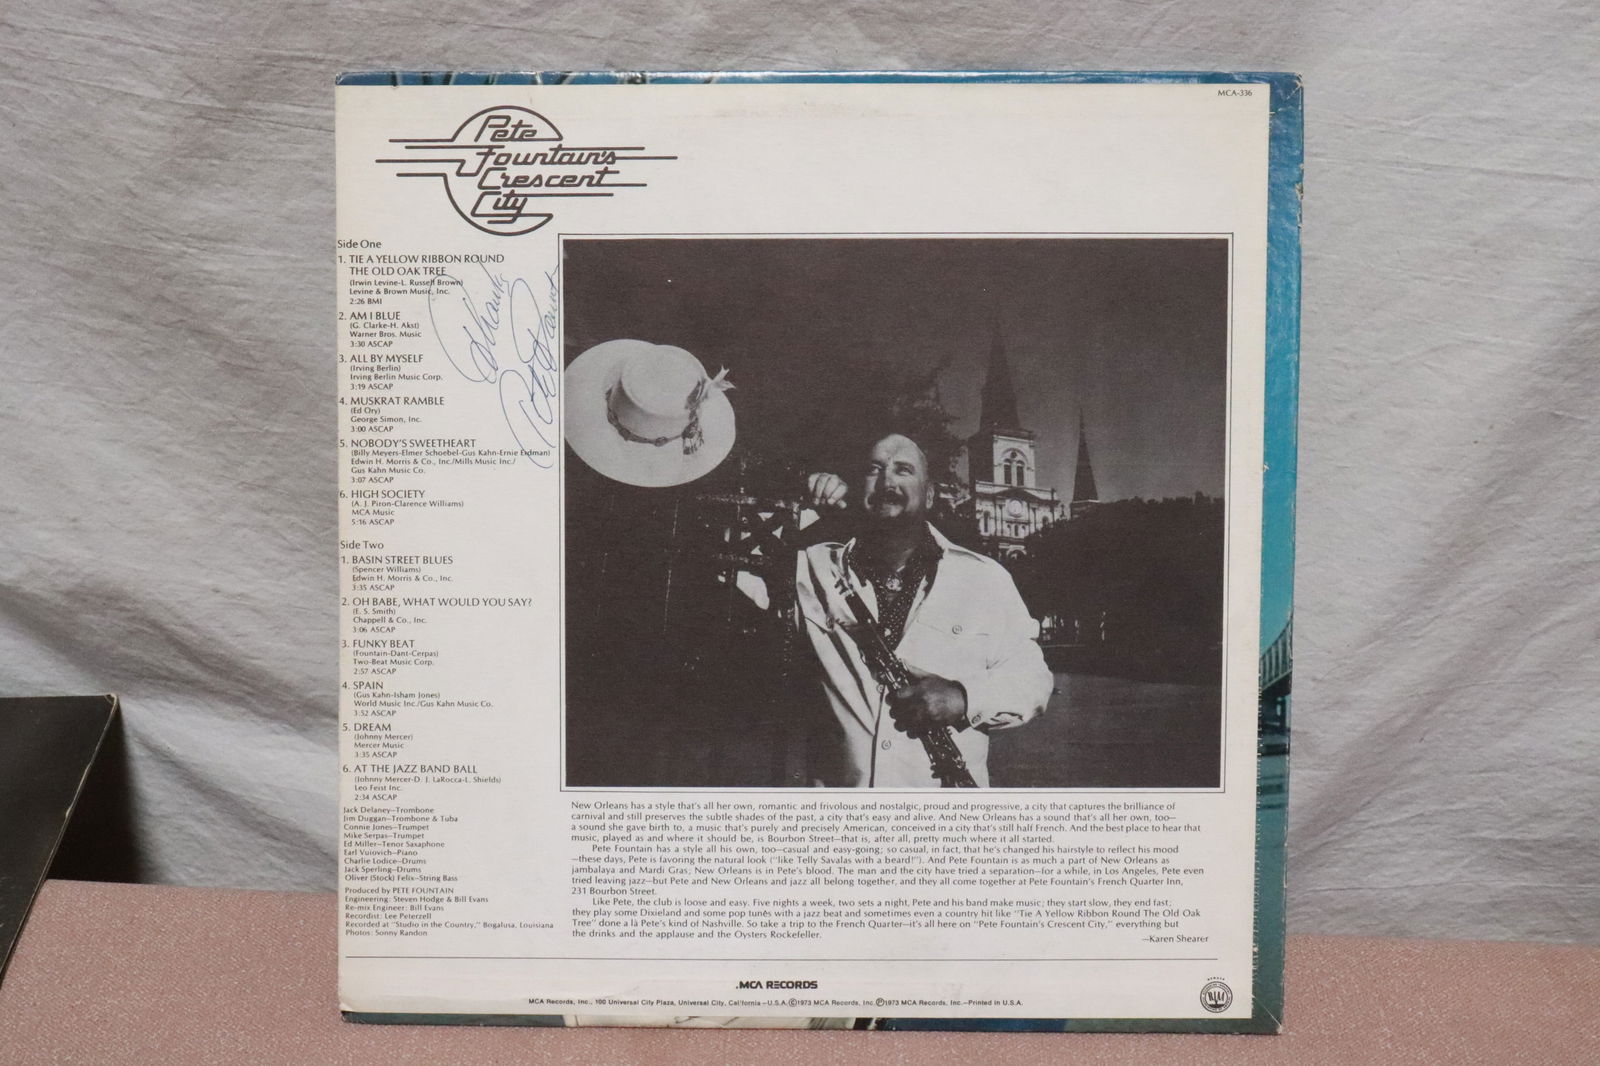 MCA-336
Pete
Fountain's
Crescent
City
Side One
1. TIE A YELLOW RIBBON ROUND
THE OLD OAK TREE
(Irwin Levine-L. Russell Brown)
Levine & Brown Music, Inc.
2:26 BMI
2. AM I BLUE
(G. Clarke-H. Akst)
Warner Bros. Music
3:30 ASCAP
3. ALL BY MYSELF
(Irving Berlin)
Irving Berlin Music Corp.
3:19 ASCAP
4. MUSKRAT RAMBLE
(Ed Ory)
George Simon, Inc.
3:00 ASCAP
5. NOBODY'S SWEETHEART
(Billy Meyers-Elmer Schoebel-Gus Kahn-Ernie Erdman)
Edwin H. Morris & Co., Inc./Mills Music Inc./
Gus Kahn Music Co.
3:07 ASCAP
6. HIGH SOCIETY
(A. J. Piron-Clarence Williams)
MCA Music
5:16 ASCAP
Side Two
1. BASIN STREET BLUES
(Spencer Williams)
Edwin H. Morris & Co., Inc.
3:35 ASCAP
2. OH BABE, WHAT WOULD YOU SAY?
(E. S. Smith)
Chappell & Co., Inc.
3:06 ASCAP
3. FUNKY BEAT
(Fountain-Dant-Cerpas)
Two-Beat Music Corp.
2:57 ASCAP
4. SPAIN
(Gus Kahn-Isham Jones)
World Music Inc./Gus Kahn Music Co.
3:52 ASCAP
5. DREAM
(Johnny Mercer)
Mercer Music
3:35 ASCAP
6. AT THE JAZZ BAND BALL
(Johnny Mercer-D. J. LaRocca-L. Shields)
Leo Feist Inc.
2:34 ASCAP
Jack Delaney—Trombone
Jim Duggan—Trombone & Tuba
Connie Jones—Trumpet
Mike Serpas—Trumpet
Ed Miller—Tenor Saxaphone
Earl Vuiovich—Piano
Charlie Lodice—Drums
Jack Sperling—Drums
Oliver (Stock) Felix—String Bass
Produced by PETE FOUNTAIN
Engineering: Steven Hodge & Bill Evans
Re-mix Engineer: Bill Evans
Recordist: Lee Peterzell
Recorded at "Studio in the Country," Bogalusa, Louisiana
Photos: Sonny Randon
Thanks
Pete Fountain
New Orleans has a style that's all her own, romantic and frivolous and nostalgic, proud and progressive, a city that captures the brilliance of
carnival and still preserves the subtle shades of the past, a city that's easy and alive. And New Orleans has a sound that's all her own, too—
a sound she gave birth to, a music that's purely and precisely American, conceived in a city that's still half French. And the best place to hear that
music, played as and where it should be, is Bourbon Street—that is, after all, pretty much where it all started.
Pete Fountain has a style all his own, too—casual and easy-going; so casual, in fact, that he's changed his hairstyle to reflect his mood
—these days, Pete is favoring the natural look ("like Telly Savalas with a beard!"). And Pete Fountain is as much a part of New Orleans as
jambalaya and Mardi Gras; New Orleans is in Pete's blood. The man and the city have tried a separation—for a while, in Los Angeles, Pete even
tried leaving jazz—but Pete and New Orleans and jazz all belong together, and they all come together at Pete Fountain's French Quarter Inn,
231 Bourbon Street.
Like Pete, the club is loose and easy. Five nights a week, two sets a night, Pete and his band make music; they start slow, they end fast;
they play some Dixieland and some pop tunes with a jazz beat and sometimes even a country hit like "Tie A Yellow Ribbon Round The Old Oak
Tree" done a là Pete's kind of Nashville. So take a trip to the French Quarter—it's all here on "Pete Fountain's Crescent City," everything but
the drinks and the applause and the Oysters Rockefeller.
—Karen Shearer
.MCA RECORDS
MCA Records, Inc., 100 Universal City Plaza, Universal City, California—U.S.A. Ⓒ1973 MCA Records, Inc. Ⓟ1973 MCA Records, Inc.—Printed in U.S.A.